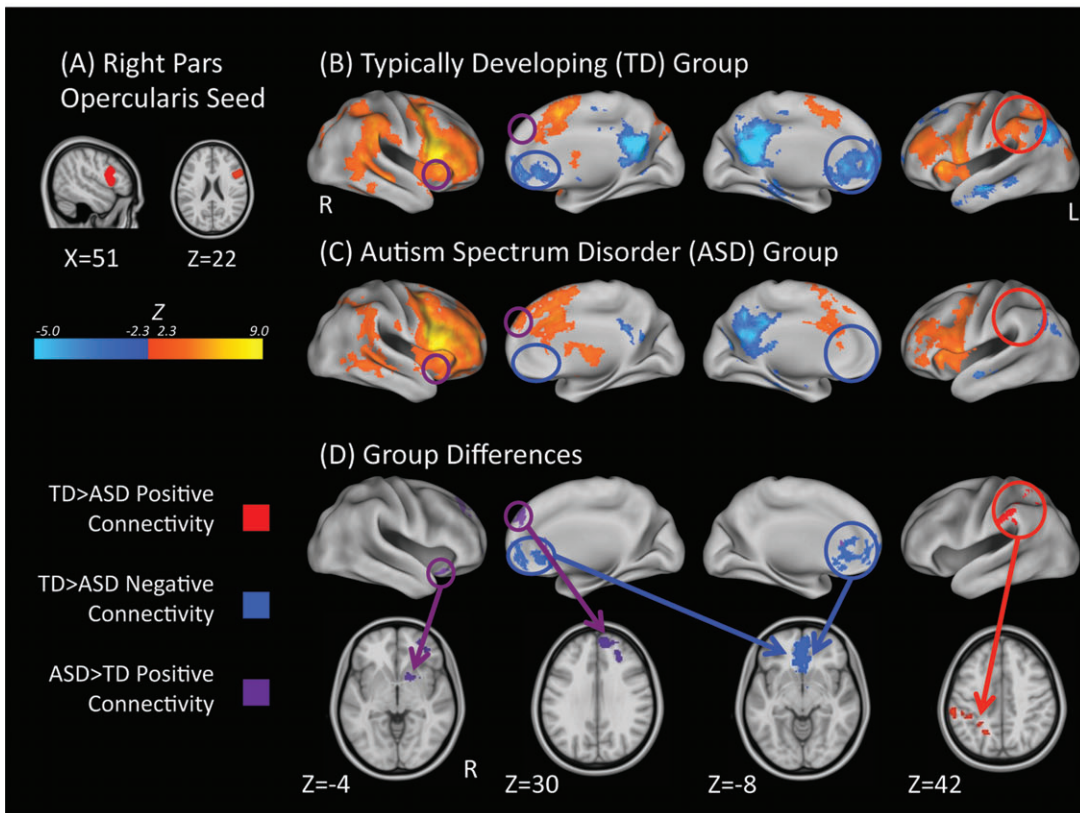 (A) Right Pars
Opercularis Seed
X=51
Z=22
Z
-5.0 -2.3 2.3 9.0
(B) Typically Developing (TD) Group
R
L
(C) Autism Spectrum Disorder (ASD) Group
(D) Group Differences
TD>ASD Positive
Connectivity
TD>ASD Negative
Connectivity
ASD>TD Positive
Connectivity
R
Z=-4
Z=30
Z=-8
Z=42